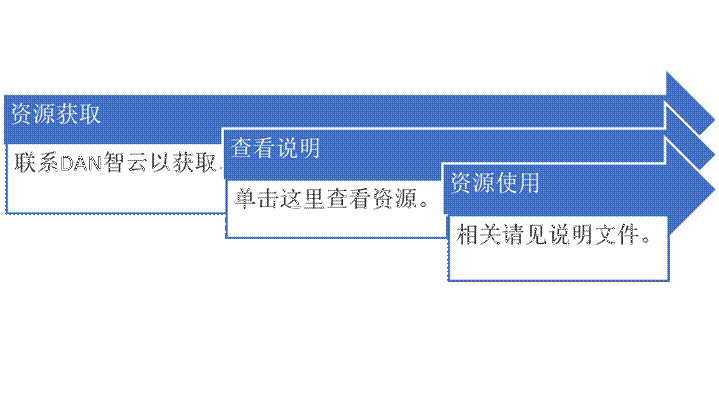 资源获取
联系DAN智云以获取.
查看说明
单击这里查看资源。
资源使用
相关请见说明文件。